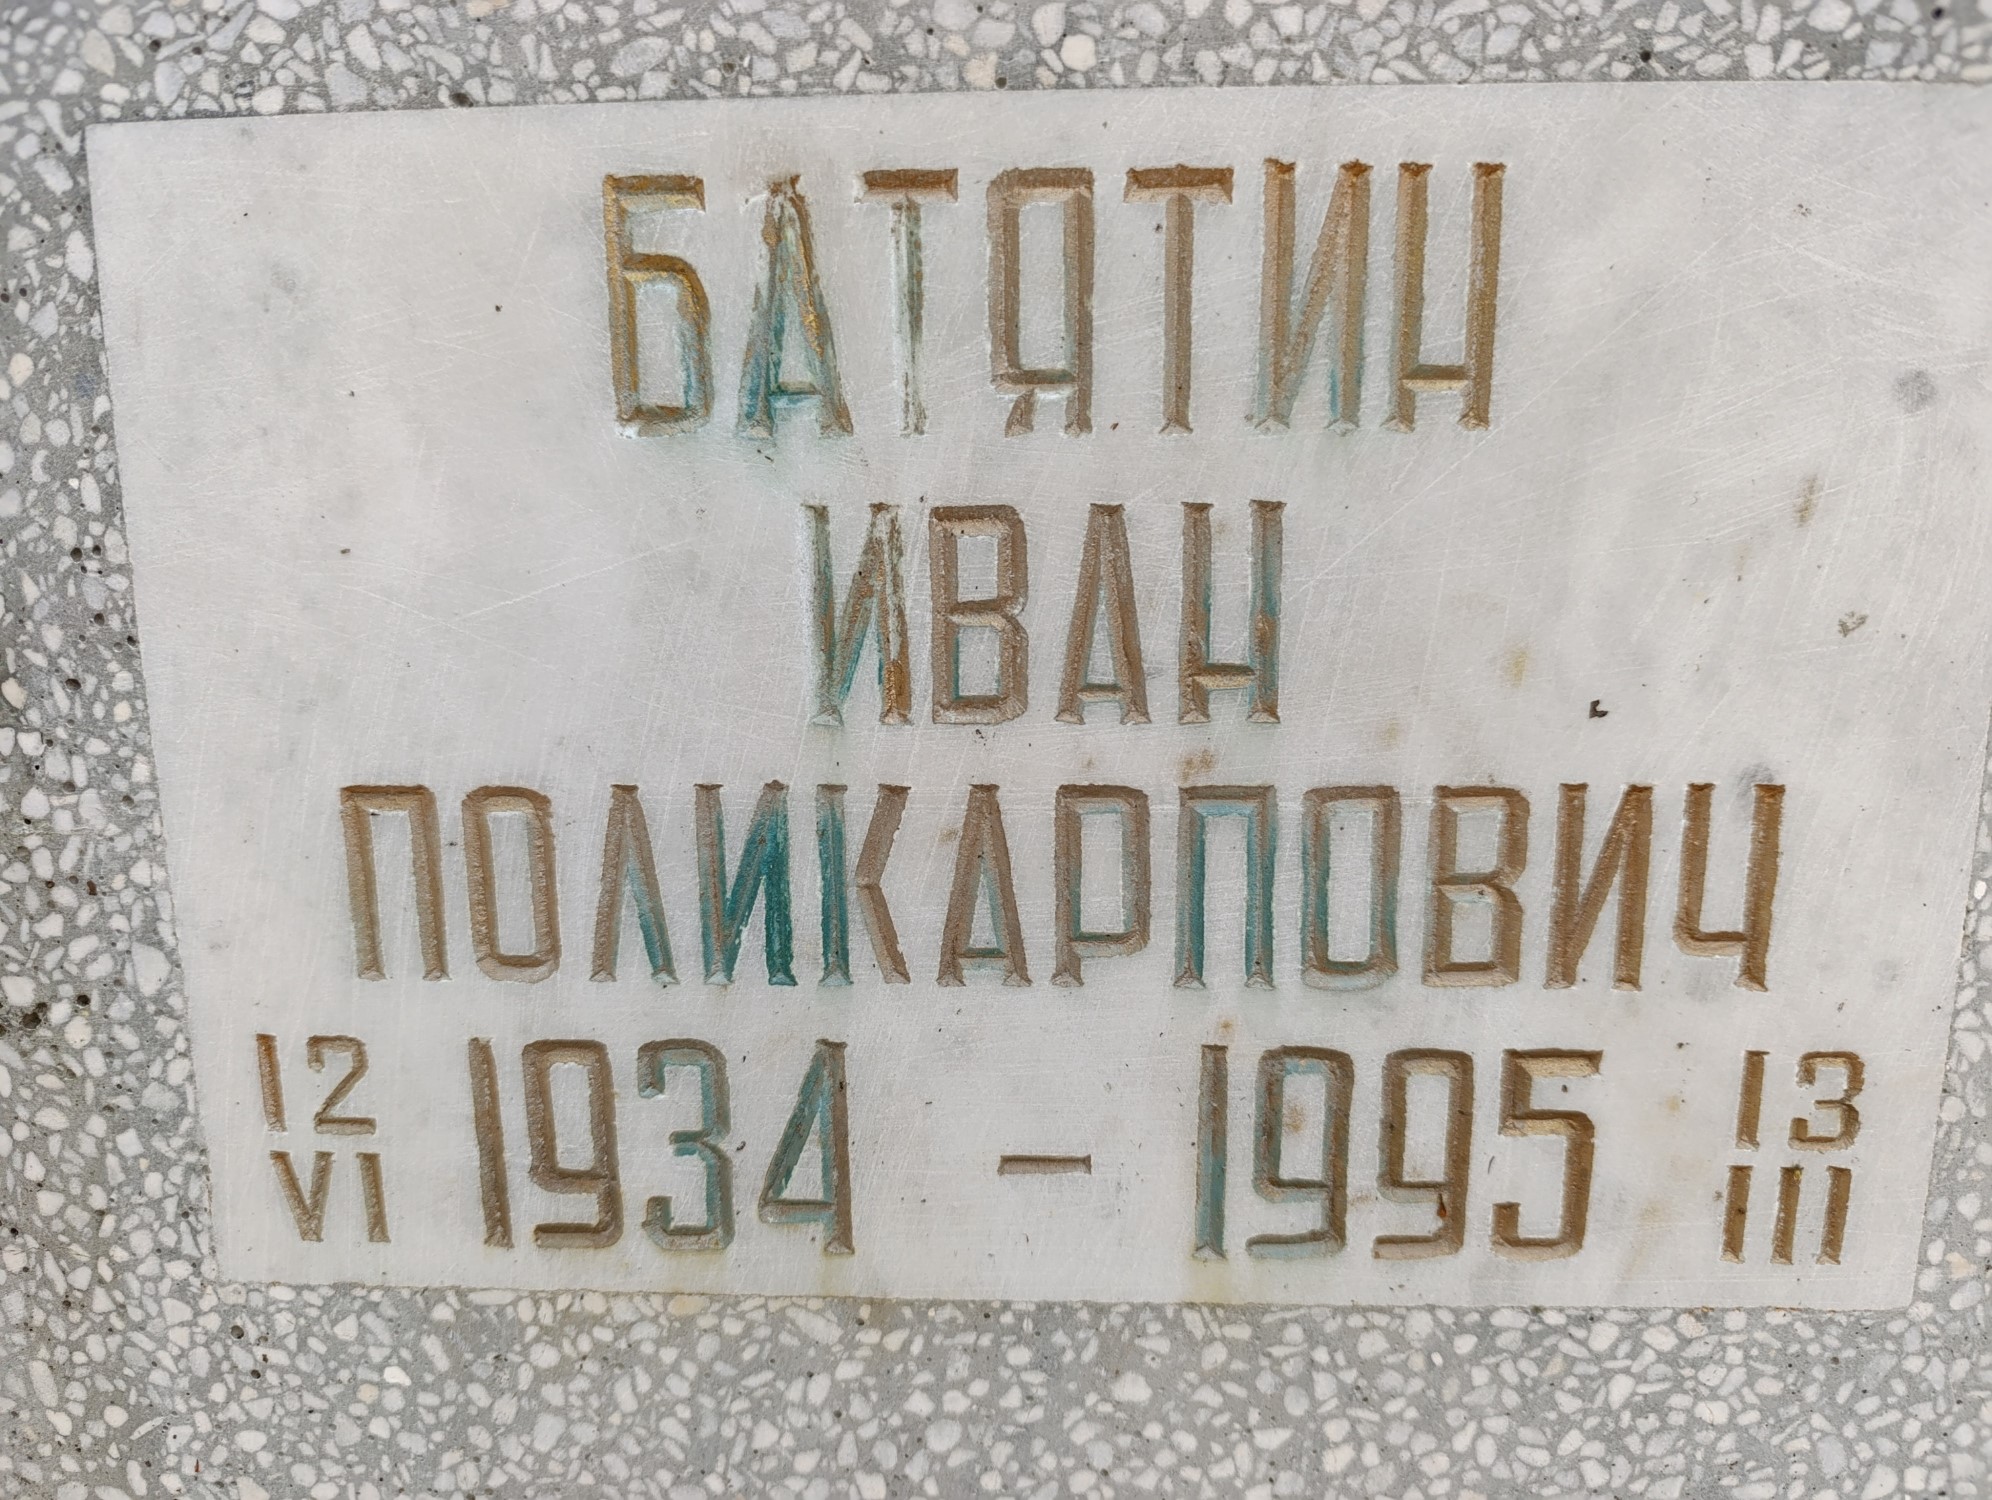 БАТЯТИН
ИВАН
ПОЛИКАРПОВИЧ
12 VI 1934 – 1995 13 III